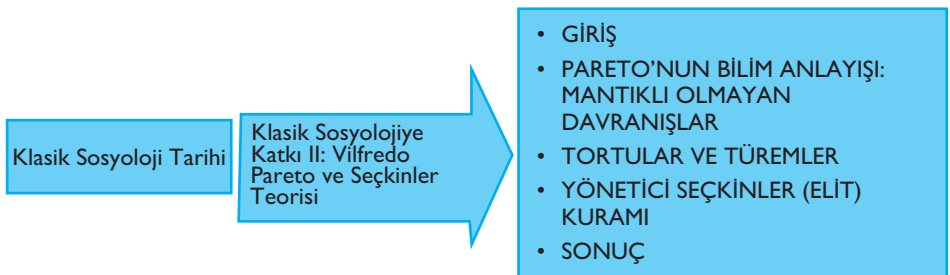 Klasik Sosyoloji Tarihi
Klasik Sosyolojiye
Katkı II: Vilfredo
Pareto ve Seçkinler
Teorisi
• GİRİŞ
• PARETO’NUN BİLİM ANLAYIŞI:
MANTIKLI OLMAYAN
DAVRANIŞLAR
• TORTULAR VE TÜREMLER
• YÖNETİCİ SEÇKİNLER (ELİT)
KURAMI
• SONUÇ